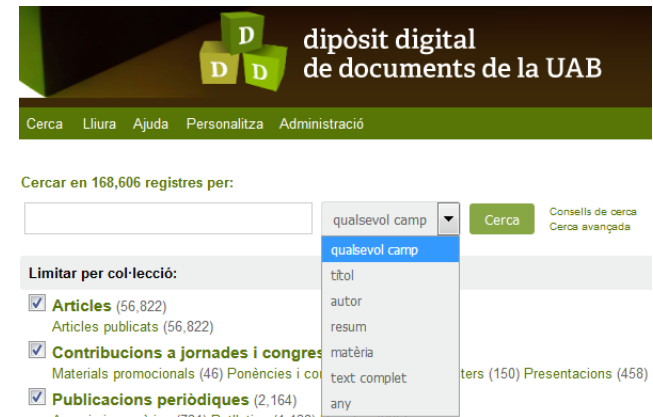 D
D D
dipòsit digital
de documents de la UAB
Cerca Lliura Ajuda Personalitza Administració
Cercar en 168,606 registres per:
qualsevol camp Cerca Consells de cerca
Cerca avançada
qualsevol camp
títol
autor
resum
matèria
text complet
any
Limitar per col·lecció:
Articles (56,822)
Articles publicats (56,822)
Contribucions a jornades i congres
Materials promocionals (46) Ponències i co ters (150) Presentacions (458)
Publicacions periòdiques (2,164)